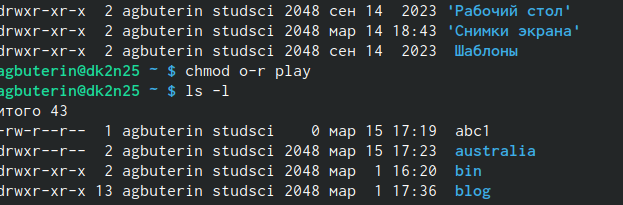 drwxr-xr-x  2 agbuterin studsci 2048 сен 14  2023 'Рабочий стол'
drwxr-xr-x  2 agbuterin studsci 2048 мар 14 18:43 'Снимки экрана'
drwxr-xr-x  2 agbuterin studsci 2048 сен 14  2023  Шаблоны
agbuterin@dk2n25 ~ $ chmod o-r play
agbuterin@dk2n25 ~ $ ls -l
итого 43
-rw-r--r--  1 agbuterin studsci    0 мар 15 17:19  abc1
drwxr--r--  2 agbuterin studsci 2048 мар 15 17:23  australia
drwxr-xr-x  2 agbuterin studsci 2048 мар  1 16:20  bin
drwxr-xr-x 13 agbuterin studsci 2048 мар  1 17:36  blog